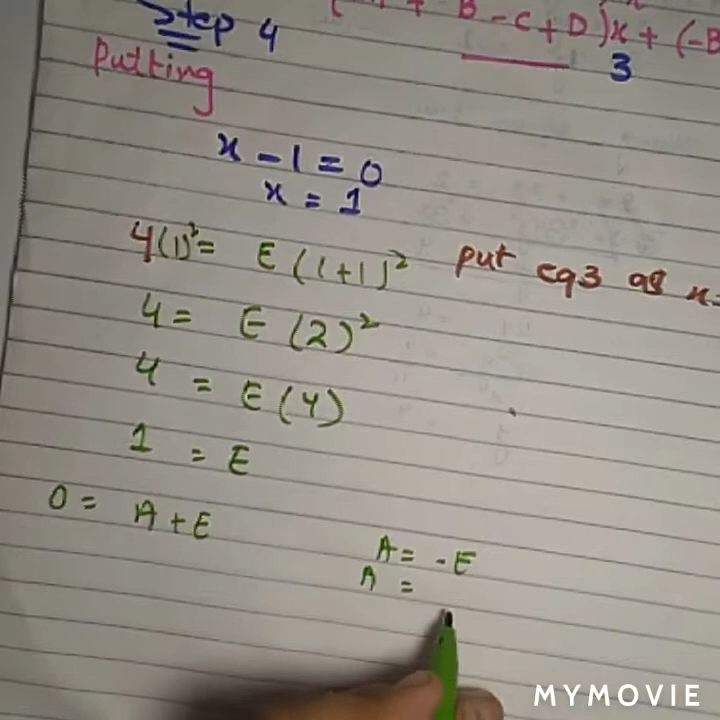 Step 4
B - C + D ) x + ( - B
3
Putting
x - 1 = 0
x = 1
4(1)² = E (1+1)² put eq3 as x
4 = E (2)²
4 = E (4)
1 = E
0 = A + E
A = - E
A =
MYMOVIE